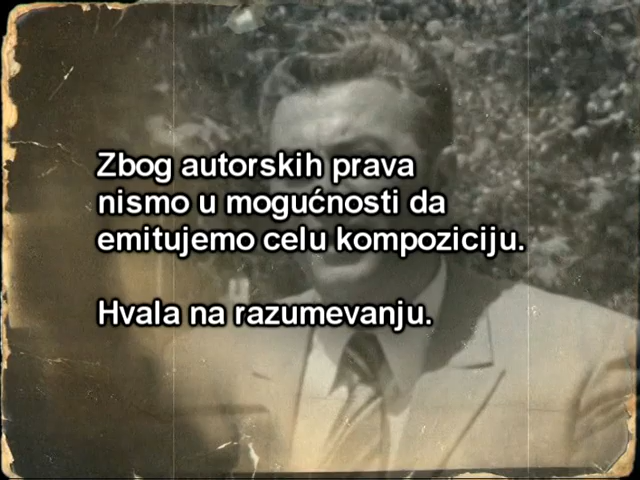 Zbog autorskih prava
nismo u mogućnosti da
emitujemo celu kompoziciju.
Hvala na razumevanju.